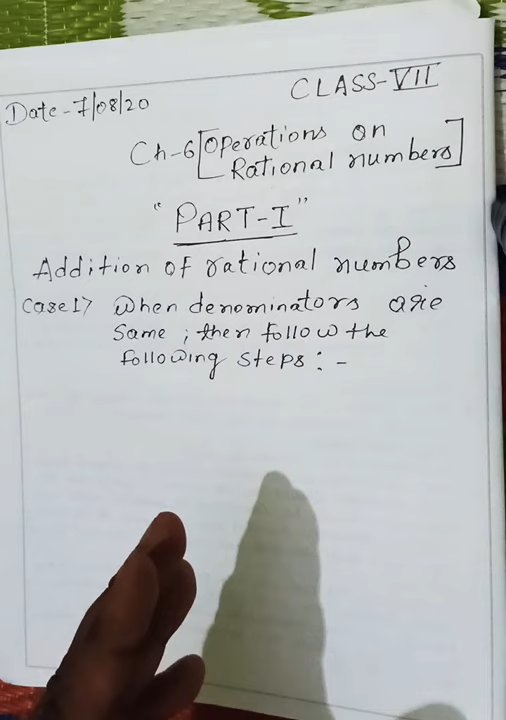 Date-7/08/20
CLASS-VII
Ch-6[Operations on
Rational numbers]
"PART-I"
Addition of rational numbers
Case1> When denominators are
Same ; then follow the
following steps:-